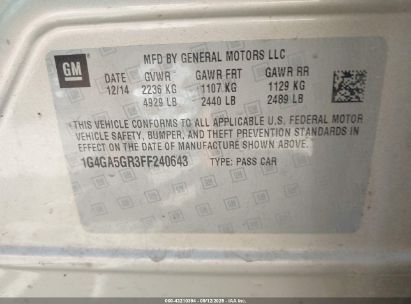 GM
MFD BY GENERAL MOTORS LLC
DATE GVWR GAWR FRT GAWR RR
12/14 2236 KG 1107 KG 1129 KG
4929 LB 2440 LB 2489 LB
THIS VEHICLE CONFORMS TO ALL APPLICABLE U.S. FEDERAL MOTOR
VEHICLE SAFETY, BUMPER, AND THEFT PREVENTION STANDARDS IN
EFFECT ON THE DATE OF MANUFACTURE SHOWN ABOVE.
1G4GA5GR3FF240643 TYPE: PASS CAR